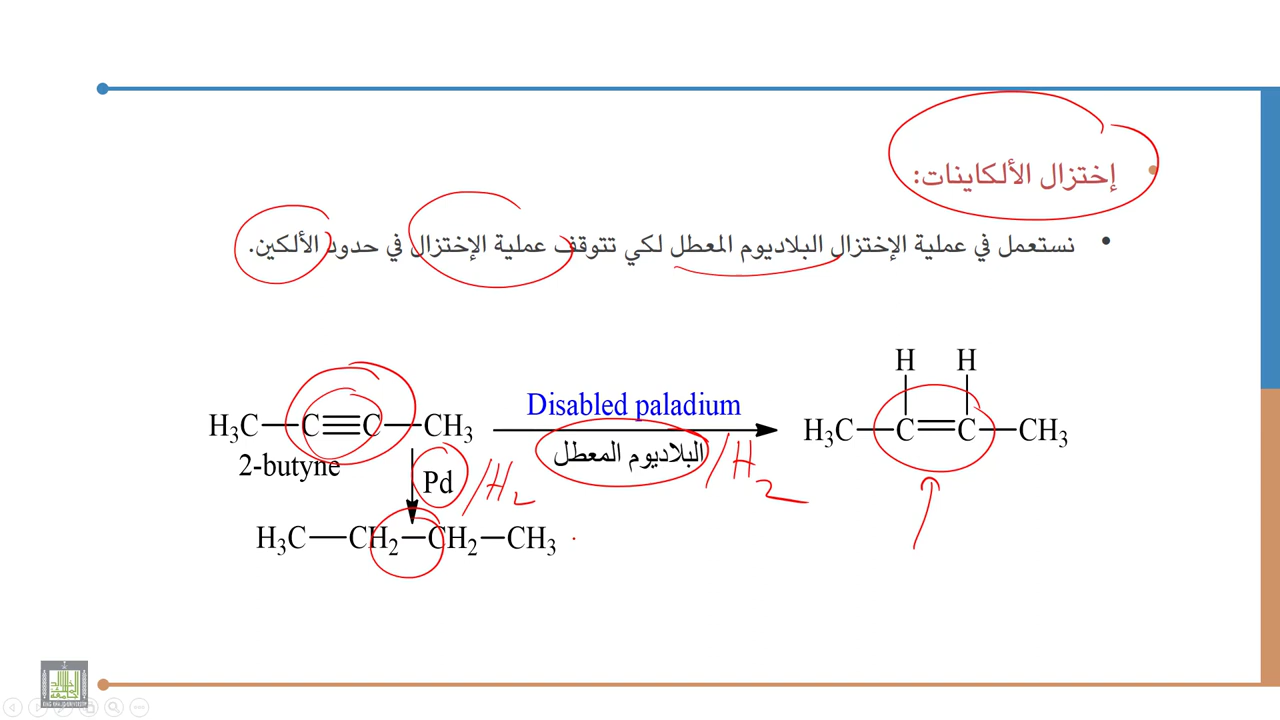 إختزال الألكاينات:
نستعمل في عملية الإختزال البلاديوم المعطل لكي تتوقف عملية الإختزال في حدود الألكين.
H H
Disabled paladium
H₃C—C≡C—CH₃
H₃C—C=C—CH₃
البلاديوم المعطل /H₂
2-butyne
Pd /H₂
H₃C—CH₂—CH₂—CH₃